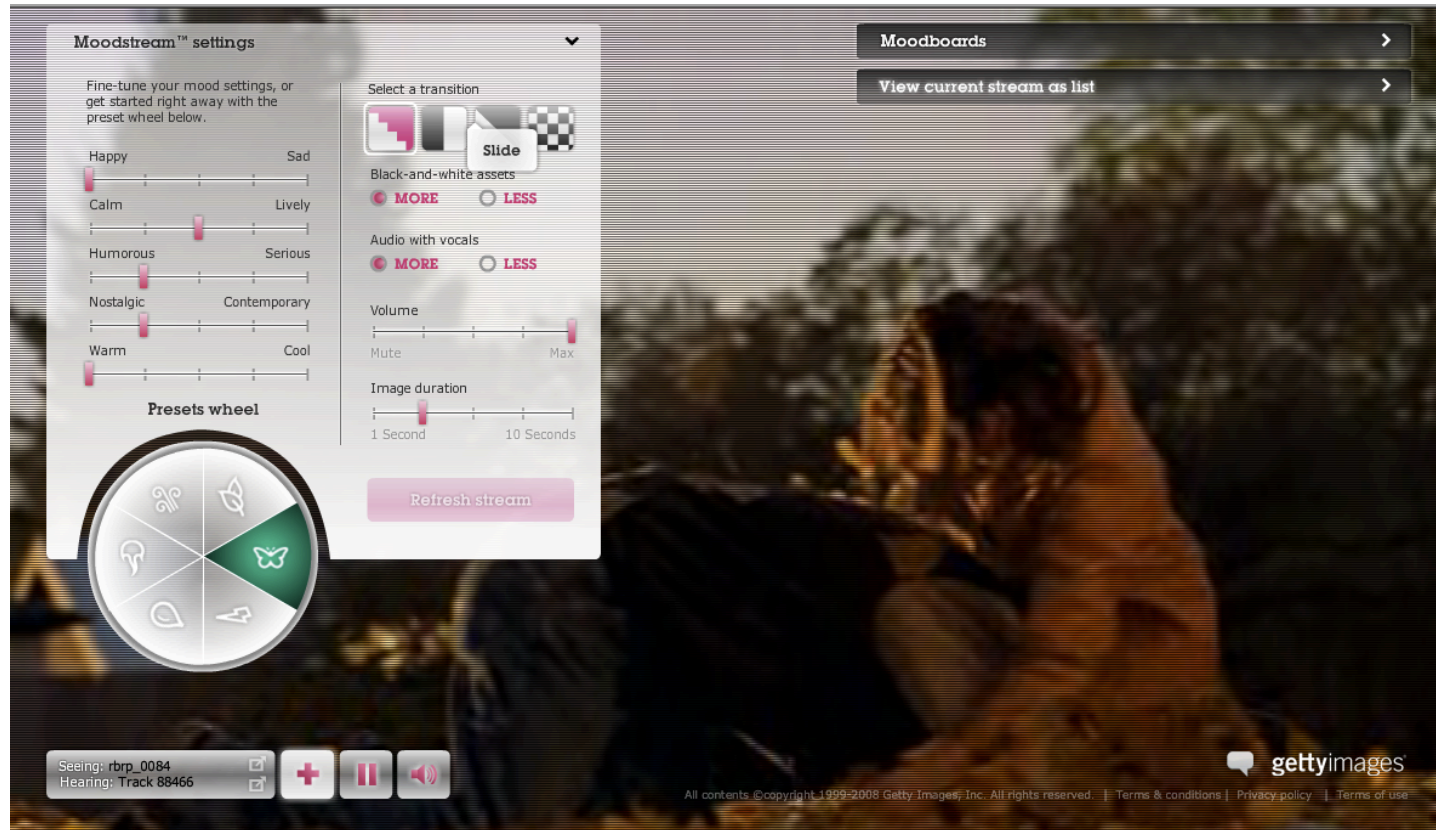 Moodstream™ settings
Fine-tune your mood settings, or
get started right away with the
preset wheel below.
Happy Sad
Calm Lively
Humorous Serious
Nostalgic Contemporary
Warm Cool
Presets wheel
Select a transition
Slide
Black-and-white assets
MORE LESS
Audio with vocals
MORE LESS
Volume
Mute Max
Image duration
1 Second 10 Seconds
Refresh stream
Moodboards
View current stream as list
Seeing: rbrp_0084
Hearing: Track 88466
gettyimages®
All contents ©copyright 1999-2008 Getty Images, Inc. All rights reserved. | Terms & conditions | Privacy policy | Terms of use